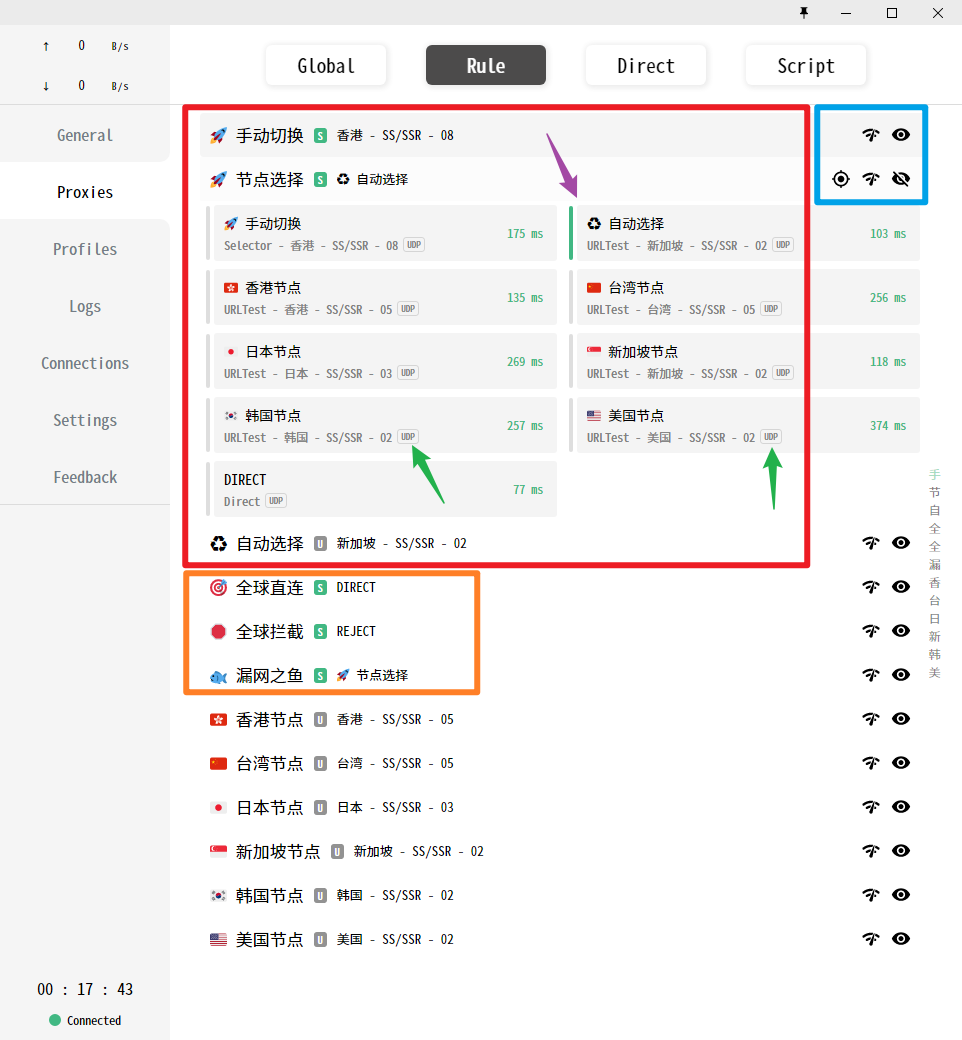 ↑ 0 B/s
↓ 0 B/s
General
Proxies
Profiles
Logs
Connections
Settings
Feedback
00 : 17 : 43
Connected
Global Rule Direct Script
手动切换 S 香港 - SS/SSR - 08
节点选择 S 自动选择
手动切换
Selector - 香港 - SS/SSR - 08 UDP
175 ms
自动选择
URLTest - 新加坡 - SS/SSR - 02 UDP
103 ms
香港节点
URLTest - 香港 - SS/SSR - 05 UDP
135 ms
台湾节点
URLTest - 台湾 - SS/SSR - 05 UDP
256 ms
日本节点
URLTest - 日本 - SS/SSR - 03 UDP
269 ms
新加坡节点
URLTest - 新加坡 - SS/SSR - 02 UDP
118 ms
韩国节点
URLTest - 韩国 - SS/SSR - 02 UDP
257 ms
美国节点
URLTest - 美国 - SS/SSR - 02 UDP
374 ms
DIRECT
Direct UDP
77 ms
自动选择 U 新加坡 - SS/SSR - 02
全球直连 S DIRECT
全球拦截 S REJECT
漏网之鱼 S 节点选择
香港节点 U 香港 - SS/SSR - 05
台湾节点 U 台湾 - SS/SSR - 05
日本节点 U 日本 - SS/SSR - 03
新加坡节点 U 新加坡 - SS/SSR - 02
韩国节点 U 韩国 - SS/SSR - 02
美国节点 U 美国 - SS/SSR - 02
手
节
自
全
全
漏
香
台
日
新
韩
美